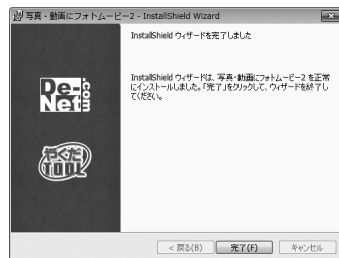 写真・動画にフォトムービー2 - InstallShield Wizard
InstallShield ウィザードを完了しました
InstallShield ウィザードは、写真・動画にフォトムービー2 を正常
にインストールしました。「完了」をクリックして、ウィザードを終了し
てください。
De-
Net
.com
やくだ
TOOL
< 戻る(B)
完了(F)
キャンセル